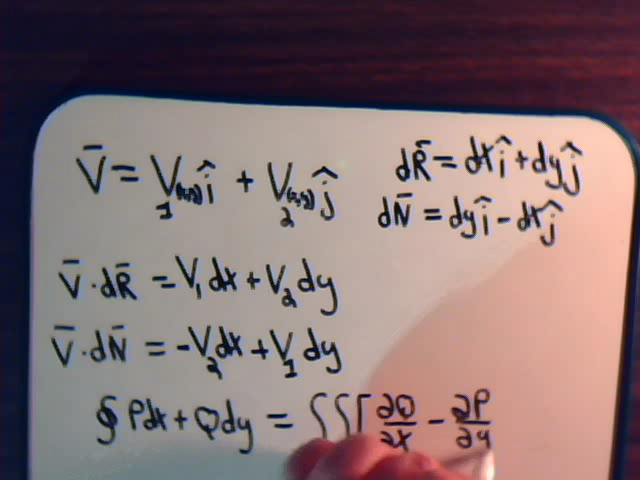 V̄ = V₁(x,y) î + V₂(x,y) ĵ
dR̄ = dx î + dy ĵ
dN̄ = dy î - dx ĵ
V̄ · dR̄ = V₁dx + V₂dy
V̄ · dN̄ = -V₂dx + V₁dy
∮ Pdx + Qdy = ∫∫[ ∂Q/∂x - ∂P/∂y